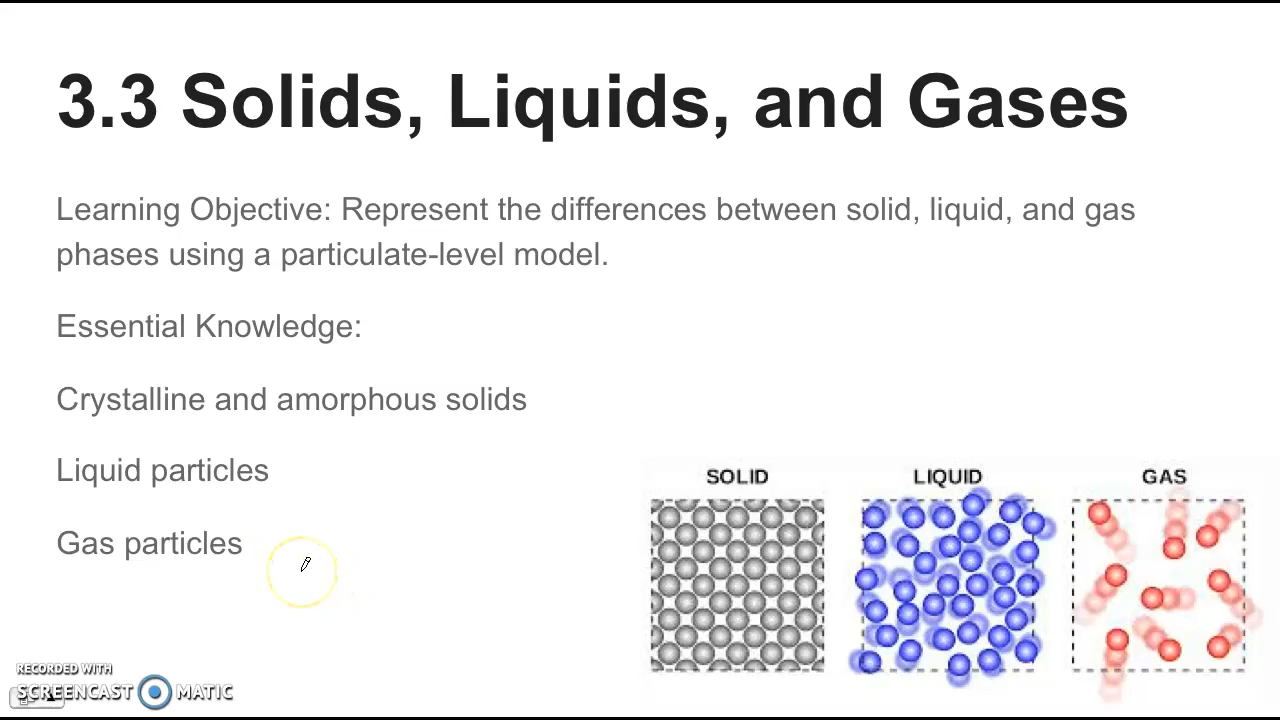 3.3 Solids, Liquids, and Gases
Learning Objective: Represent the differences between solid, liquid, and gas
phases using a particulate-level model.
Essential Knowledge:
Crystalline and amorphous solids
Liquid particles
Gas particles
SOLID LIQUID GAS
RECORDED WITH
SCREENCAST MATIC